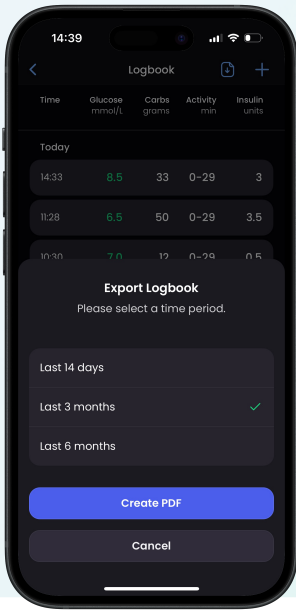 14:39
Logbook
Time Glucose Carbs Activity Insulin
mmol/L grams min units
Today
14:33 8.5 33 0-29 3
11:28 6.5 50 0-29 3.5
10:30 7.0 12 0-29 0.5
Export Logbook
Please select a time period.
Last 14 days
Last 3 months
Last 6 months
Create PDF
Cancel